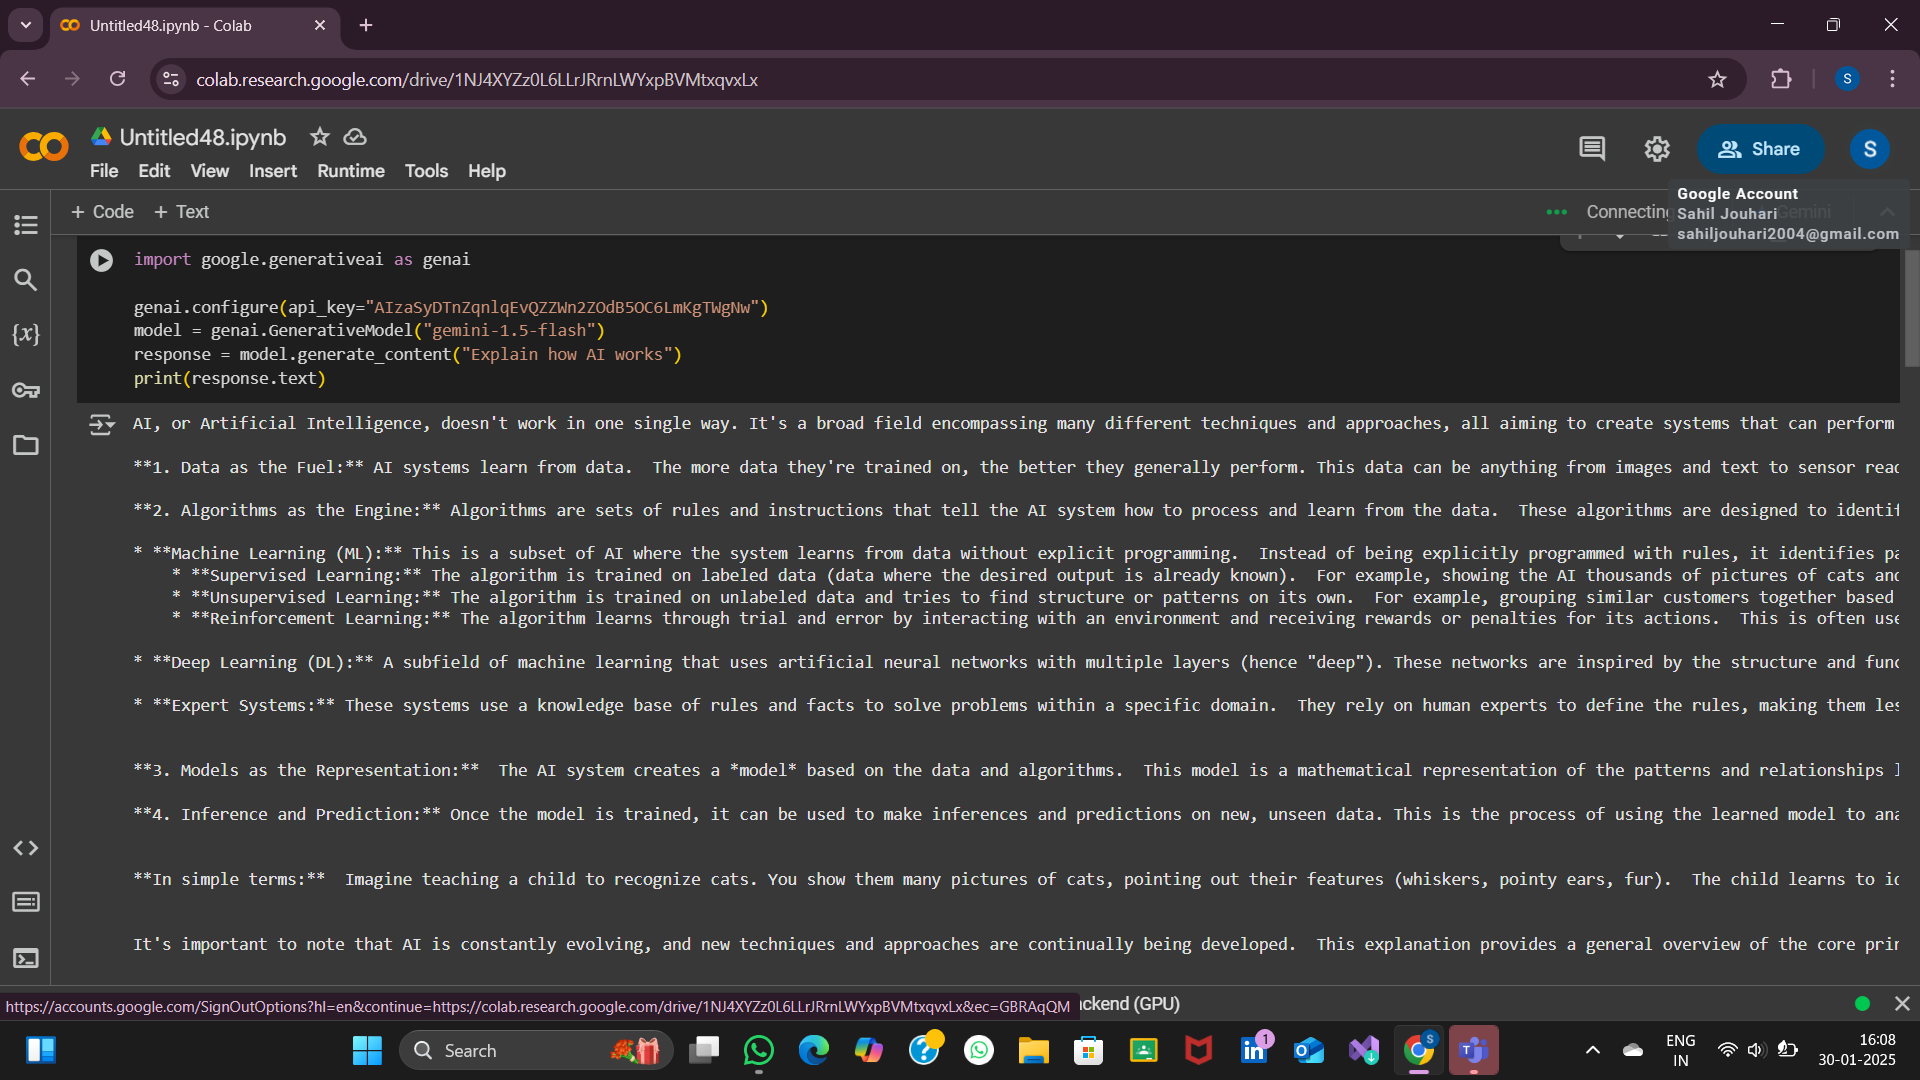 Untitled48.ipynb - Colab
colab.research.google.com/drive/1NJ4XYZz0L6LLrJRrnLWYxpBVMtxqvxLx
S
Untitled48.ipynb
File Edit View Insert Runtime Tools Help
Share
S
+ Code + Text
Connecting
Gemini
Google Account
Sahil Jouhari
sahiljouhari2004@gmail.com
import google.generativeai as genai
genai.configure(api_key="AIzaSyDTnZqnlqEvQZZWn2ZOdB5OC6LmKgTWgNw")
model = genai.GenerativeModel("gemini-1.5-flash")
response = model.generate_content("Explain how AI works")
print(response.text)
AI, or Artificial Intelligence, doesn't work in one single way. It's a broad field encompassing many different techniques and approaches, all aiming to create systems that can perform
**1. Data as the Fuel:** AI systems learn from data.  The more data they're trained on, the better they generally perform. This data can be anything from images and text to sensor
**2. Algorithms as the Engine:** Algorithms are sets of rules and instructions that tell the AI system how to process and learn from the data.  These algorithms are designed to
* **Machine Learning (ML):** This is a subset of AI where the system learns from data without explicit programming.  Instead of being explicitly programmed with rules, it identifies
* **Supervised Learning:** The algorithm is trained on labeled data (data where the desired output is already known).  For example, showing the AI thousands of pictures of cats and
* **Unsupervised Learning:** The algorithm is trained on unlabeled data and tries to find structure or patterns on its own.  For example, grouping similar customers together based
* **Reinforcement Learning:** The algorithm learns through trial and error by interacting with an environment and receiving rewards or penalties for its actions.  This is often
* **Deep Learning (DL):** A subfield of machine learning that uses artificial neural networks with multiple layers (hence "deep"). These networks are inspired by the structure and
* **Expert Systems:** These systems use a knowledge base of rules and facts to solve problems within a specific domain.  They rely on human experts to define the rules, making them
**3. Models as the Representation:**  The AI system creates a *model* based on the data and algorithms.  This model is a mathematical representation of the patterns and relationships
**4. Inference and Prediction:** Once the model is trained, it can be used to make inferences and predictions on new, unseen data. This is the process of using the learned model to
**In simple terms:**  Imagine teaching a child to recognize cats. You show them many pictures of cats, pointing out their features (whiskers, pointy ears, fur).  The child learns to
It's important to note that AI is constantly evolving, and new techniques and approaches are continually being developed.  This explanation provides a general overview of the core
https://accounts.google.com/SignOutOptions?hl=en&continue=https://colab.research.google.com/drive/1NJ4XYZz0L6LLrJRrnLWYxpBVMtxqvxLx&ec=GBRAqQM
ckend (GPU)
Search
1
ENG
IN
16:08
30-01-2025